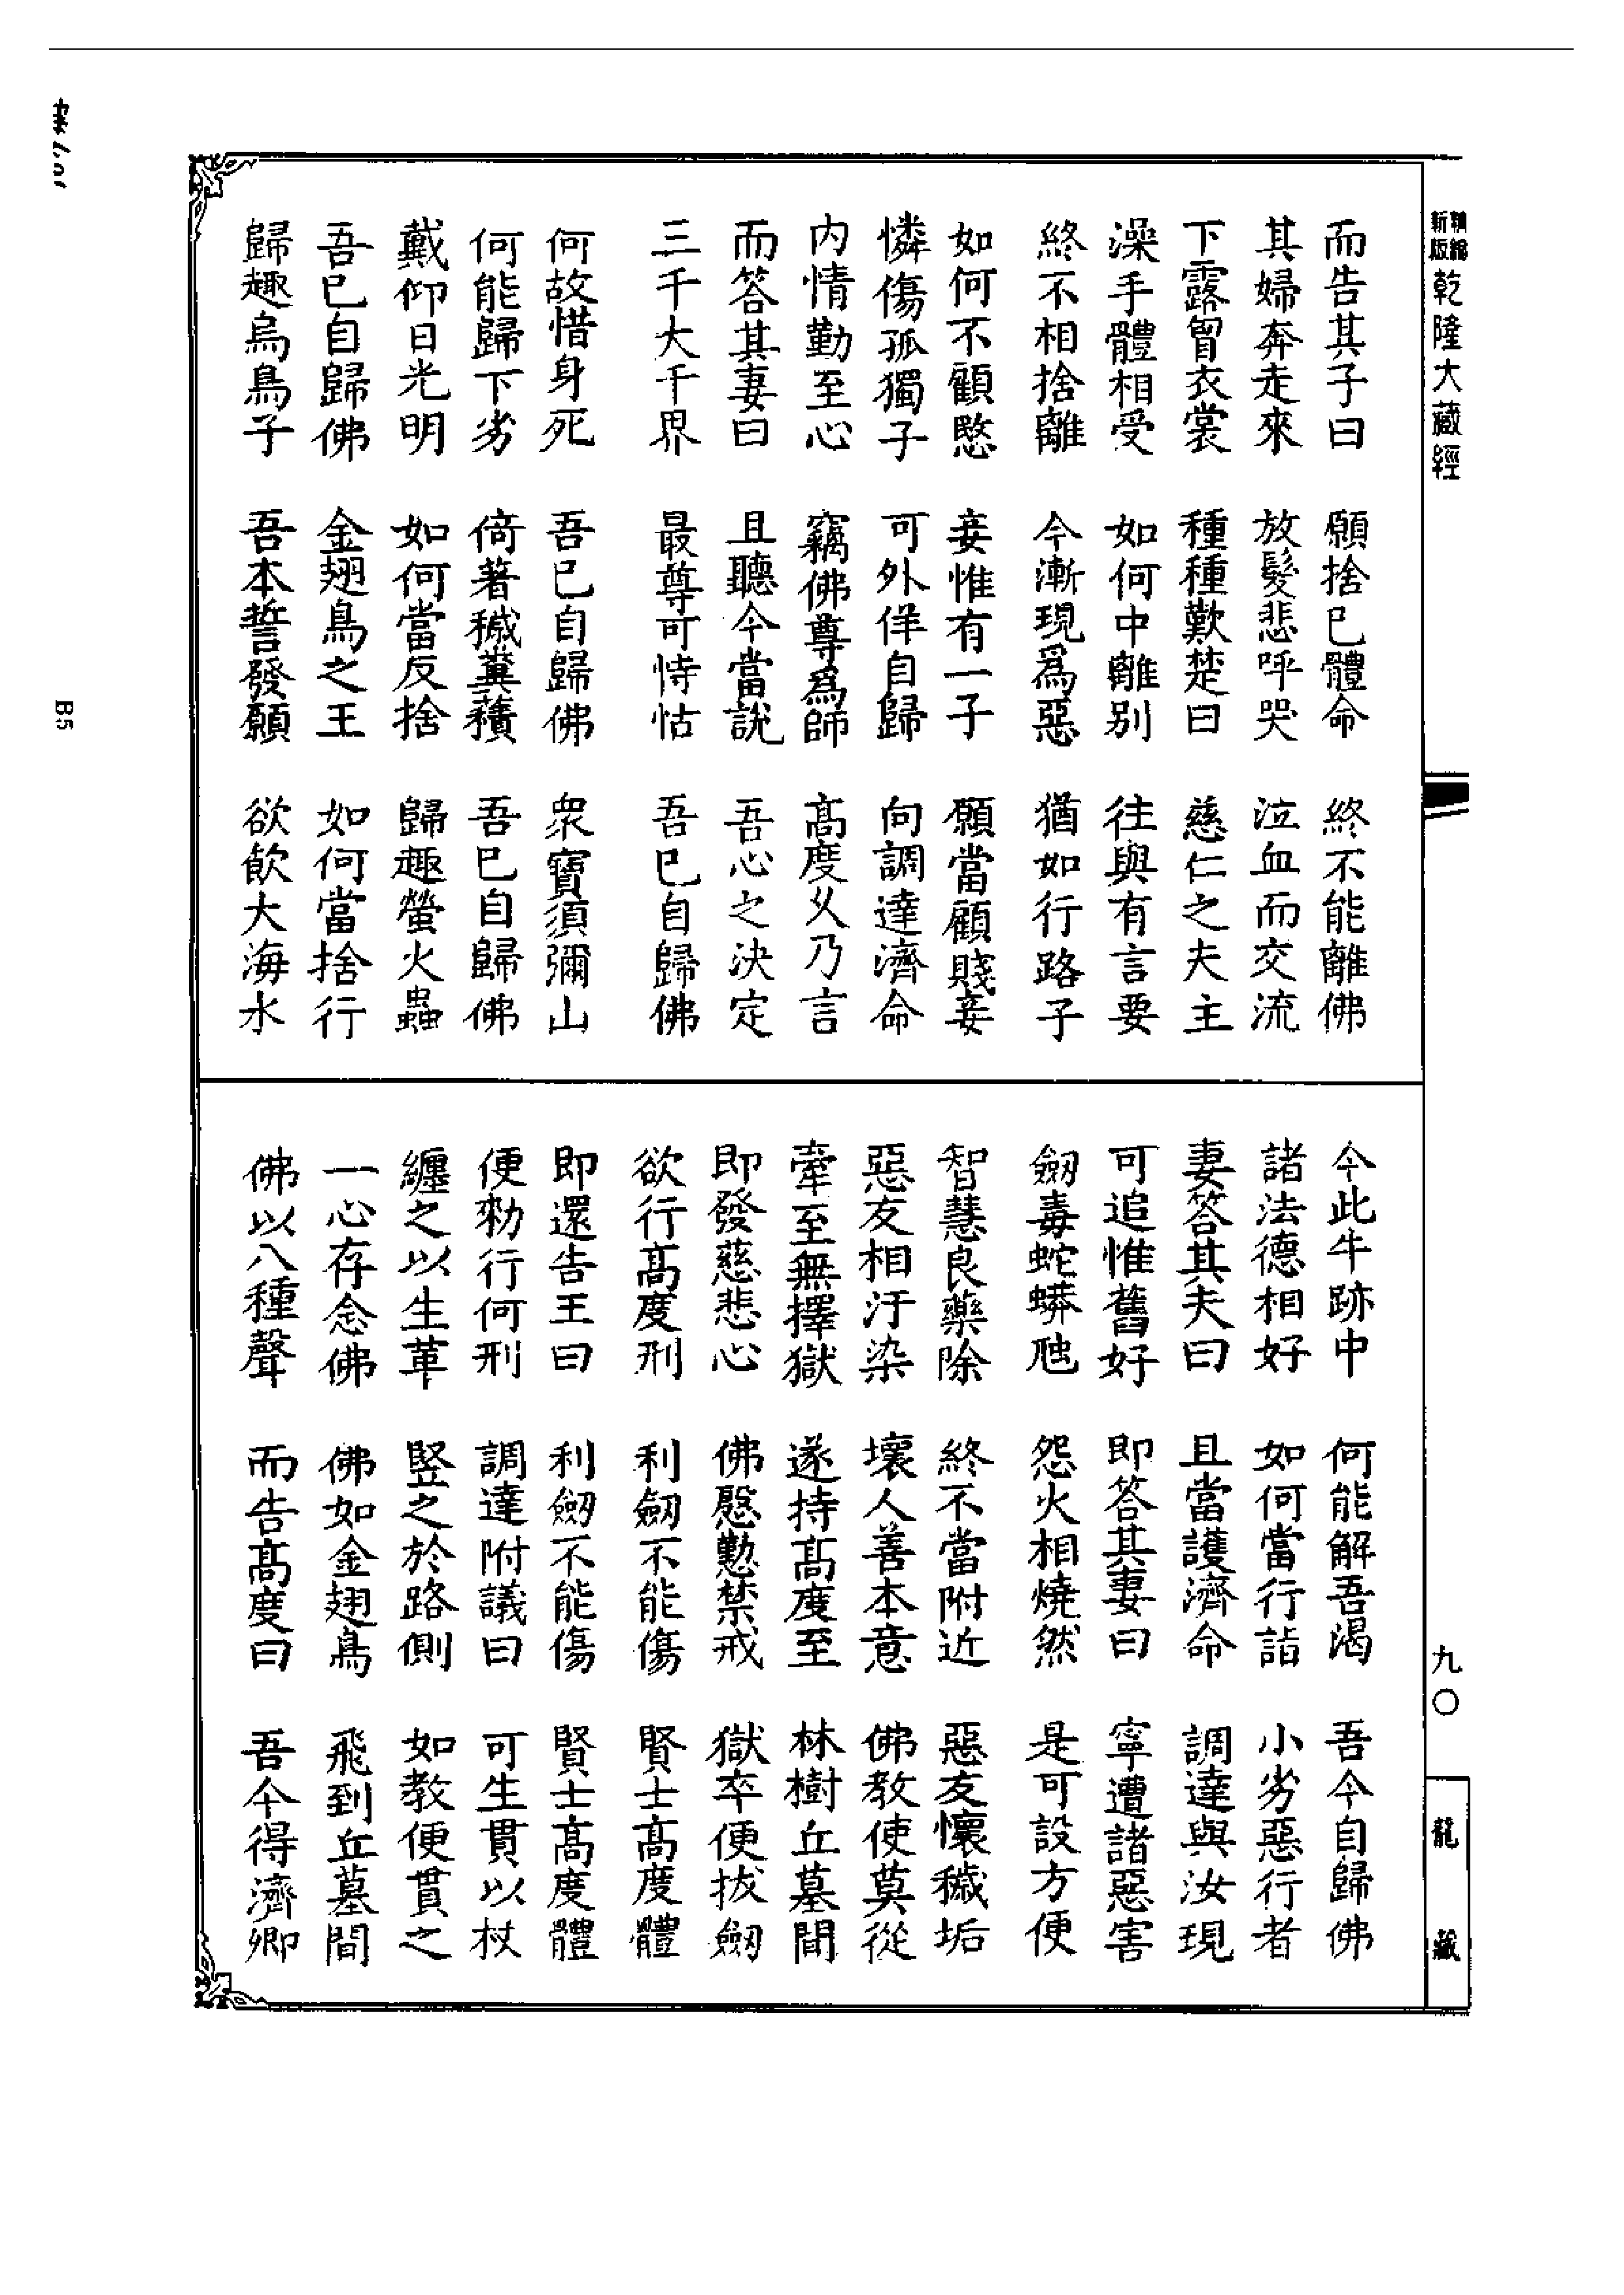 新版
精編
乾隆大藏經
九〇
龍藏
而告其子曰 願捨已體命 終不能離佛
其婦奔走來 放髮悲呼哭 泣血而交流
下露胷衣裳 種種歎楚曰 慈仁之夫主
澡手體相受 如何中離別 往與有言要
終不相捨離 今漸現爲惡 猶如行路子
如何不顧愍 妾惟有一子 願當顧賤妾
憐傷孤獨子 可外佯自歸 向調達濟命
内情勤至心 竊佛尊爲師 髙度乂乃言
而答其妻曰 且聽今當說 吾心之決定
三千大千界 最尊可恃怙 吾已自歸佛
何故惜身死 吾已自歸佛 衆寶須彌山
何能歸下劣 倚著穢糞積 吾已自歸佛
戴仰日光明 如何當反捨 歸趣螢火蟲
吾已自歸佛 金翅鳥之王 如何當捨行
歸趣烏鳥子 吾本誓發願 欲飲大海水
今此牛跡中 何能解吾渴 吾今自歸佛
諸法德相好 如何當行詣 小劣惡行者
妻答其夫曰 且當護濟命 調達與汝現
可追惟舊好 即答其妻曰 寧遭諸惡害
劒毒蛇蟒虺 怨火相燒然 是可設方便
智慧良藥除 終不當附近 惡友懷穢垢
惡友相汙染 壞人善本意 佛教使莫從
牽至無擇獄 遂持髙度至 林樹丘墓間
即發慈悲心 佛慇懃禁戒 獄卒便拔劒
欲行髙度刑 利劒不能傷 賢士髙度體
即還告王曰 利劒不能傷 賢士髙度體
便勑行何刑 調達附議曰 可生貫以杖
纏之以生革 竪之於路側 如教便貫之
一心存念佛 佛如金翅鳥 飛到丘墓間
佛以八種聲 而告髙度曰 吾今得濟卿
B5